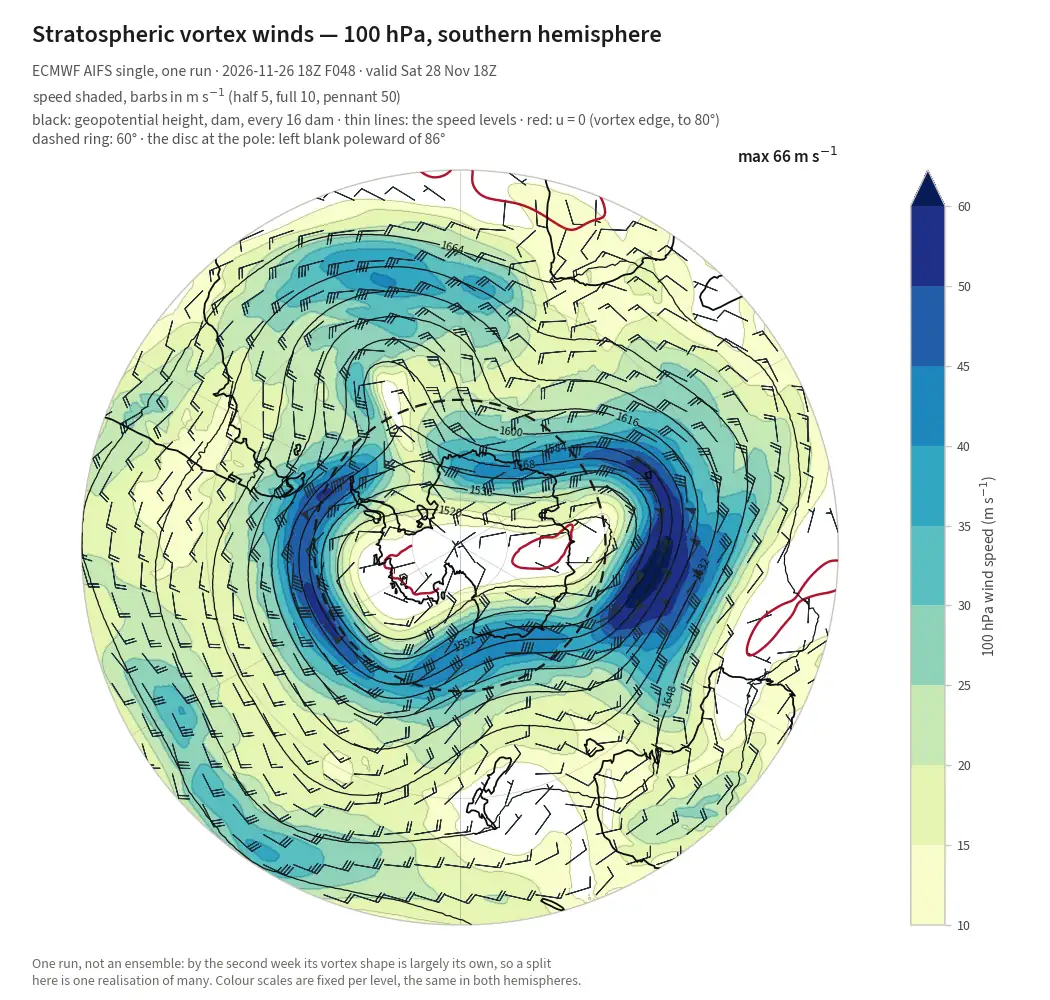 Stratospheric vortex winds — 100 hPa, southern hemisphere
ECMWF AIFS single, one run · 2026-11-26 18Z F048 · valid Sat 28 Nov 18Z
speed shaded, barbs in m s⁻¹ (half 5, full 10, pennant 50)
black: geopotential height, dam, every 16 dam · thin lines: the speed levels · red: u = 0 (vortex edge, to 80°)
dashed ring: 60° · the disc at the pole: left blank poleward of 86°
max 66 m s⁻¹
60
50
45
40
35
30
25
20
15
10
100 hPa wind speed (m s⁻¹)
1664
1616
1600
1584
1568
1520
1552
1632
1648
One run, not an ensemble: by the second week its vortex shape is largely its own, so a split
here is one realisation of many. Colour scales are fixed per level, the same in both hemispheres.